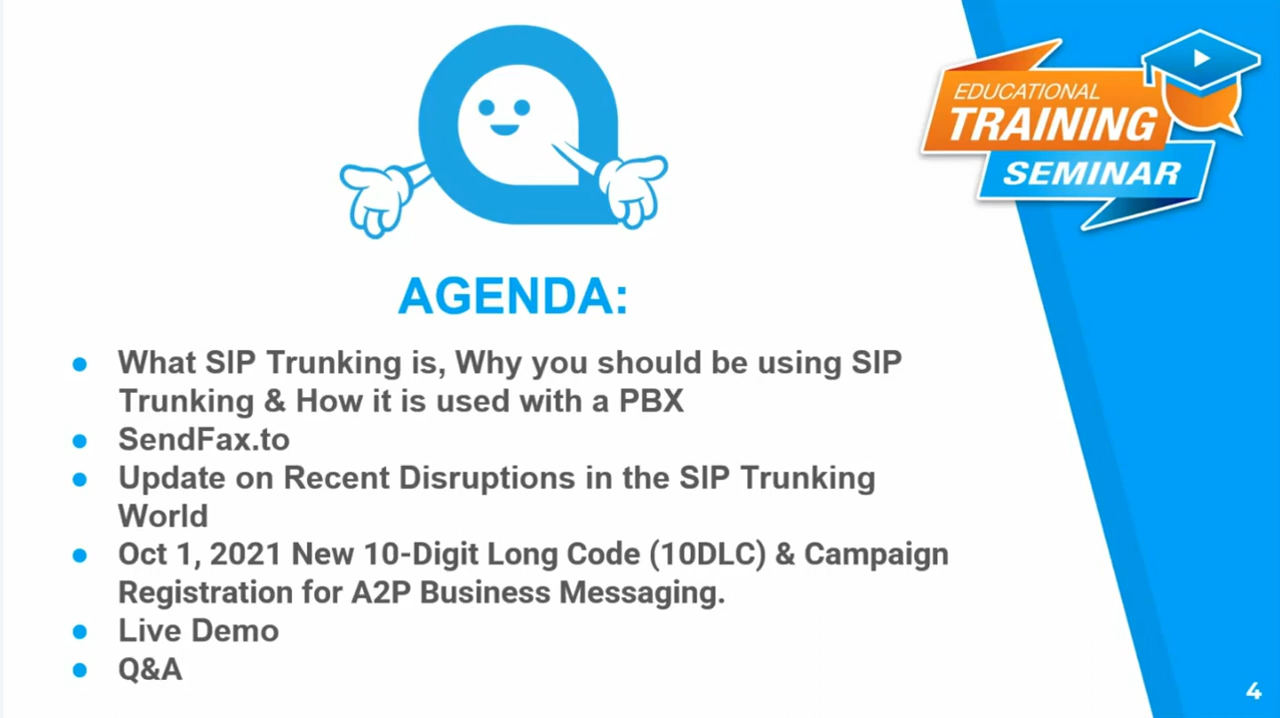 EDUCATIONAL
TRAINING
SEMINAR
AGENDA:
● What SIP Trunking is, Why you should be using SIP
Trunking & How it is used with a PBX
● SendFax.to
● Update on Recent Disruptions in the SIP Trunking
World
● Oct 1, 2021 New 10-Digit Long Code (10DLC) & Campaign
Registration for A2P Business Messaging.
● Live Demo
● Q&A
4